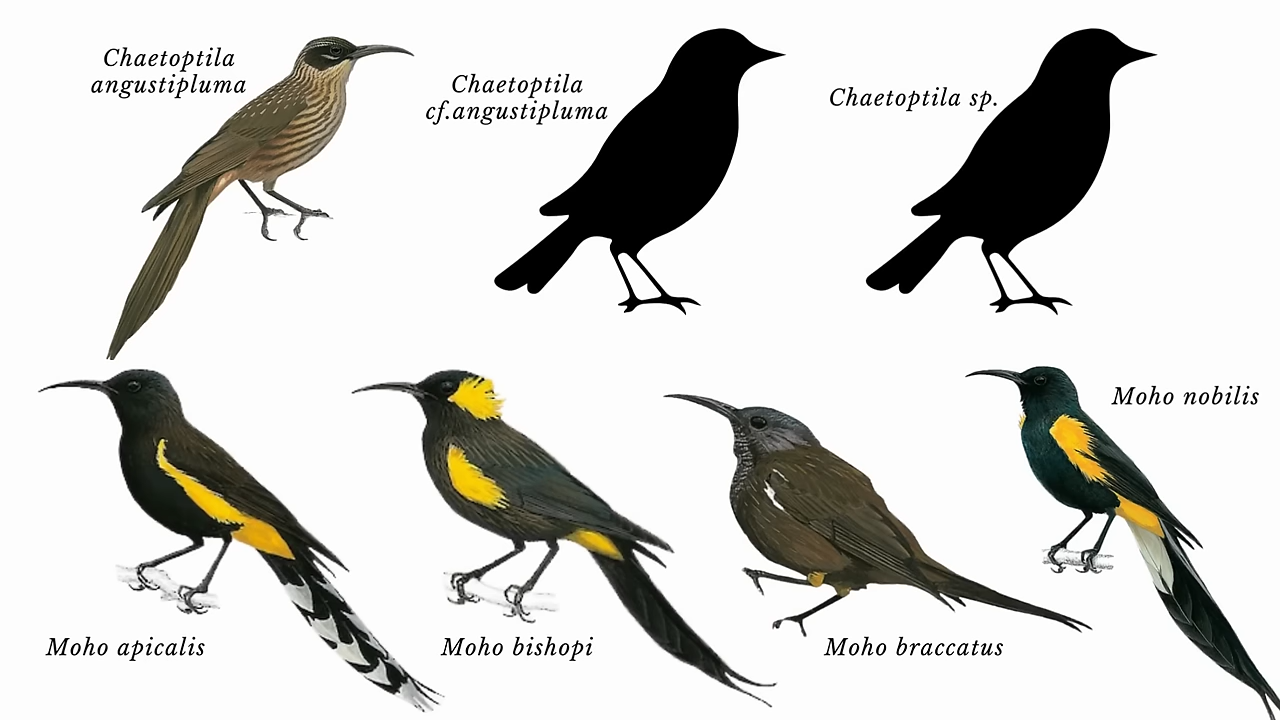 Chaetoptila
angustipluma
Chaetoptila
cf.angustipluma
Chaetoptila sp.
Moho nobilis
Moho apicalis
Moho bishopi
Moho braccatus